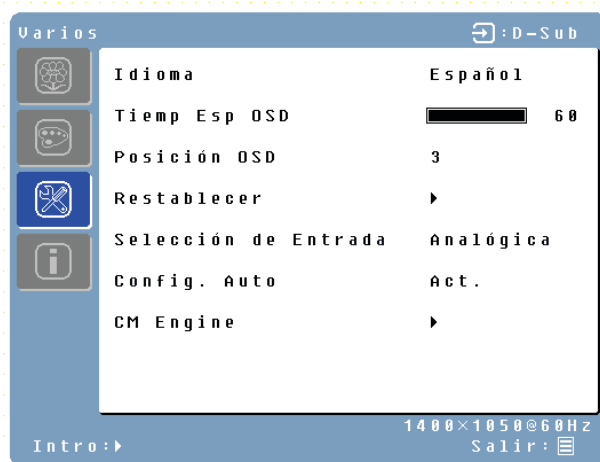 Varios :D-Sub
Idioma Español
Tiemp Esp OSD 60
Posición OSD 3
Restablecer
Selección de Entrada Analógica
Config. Auto Act.
CM Engine
1400×1050@60Hz
Intro: Salir: